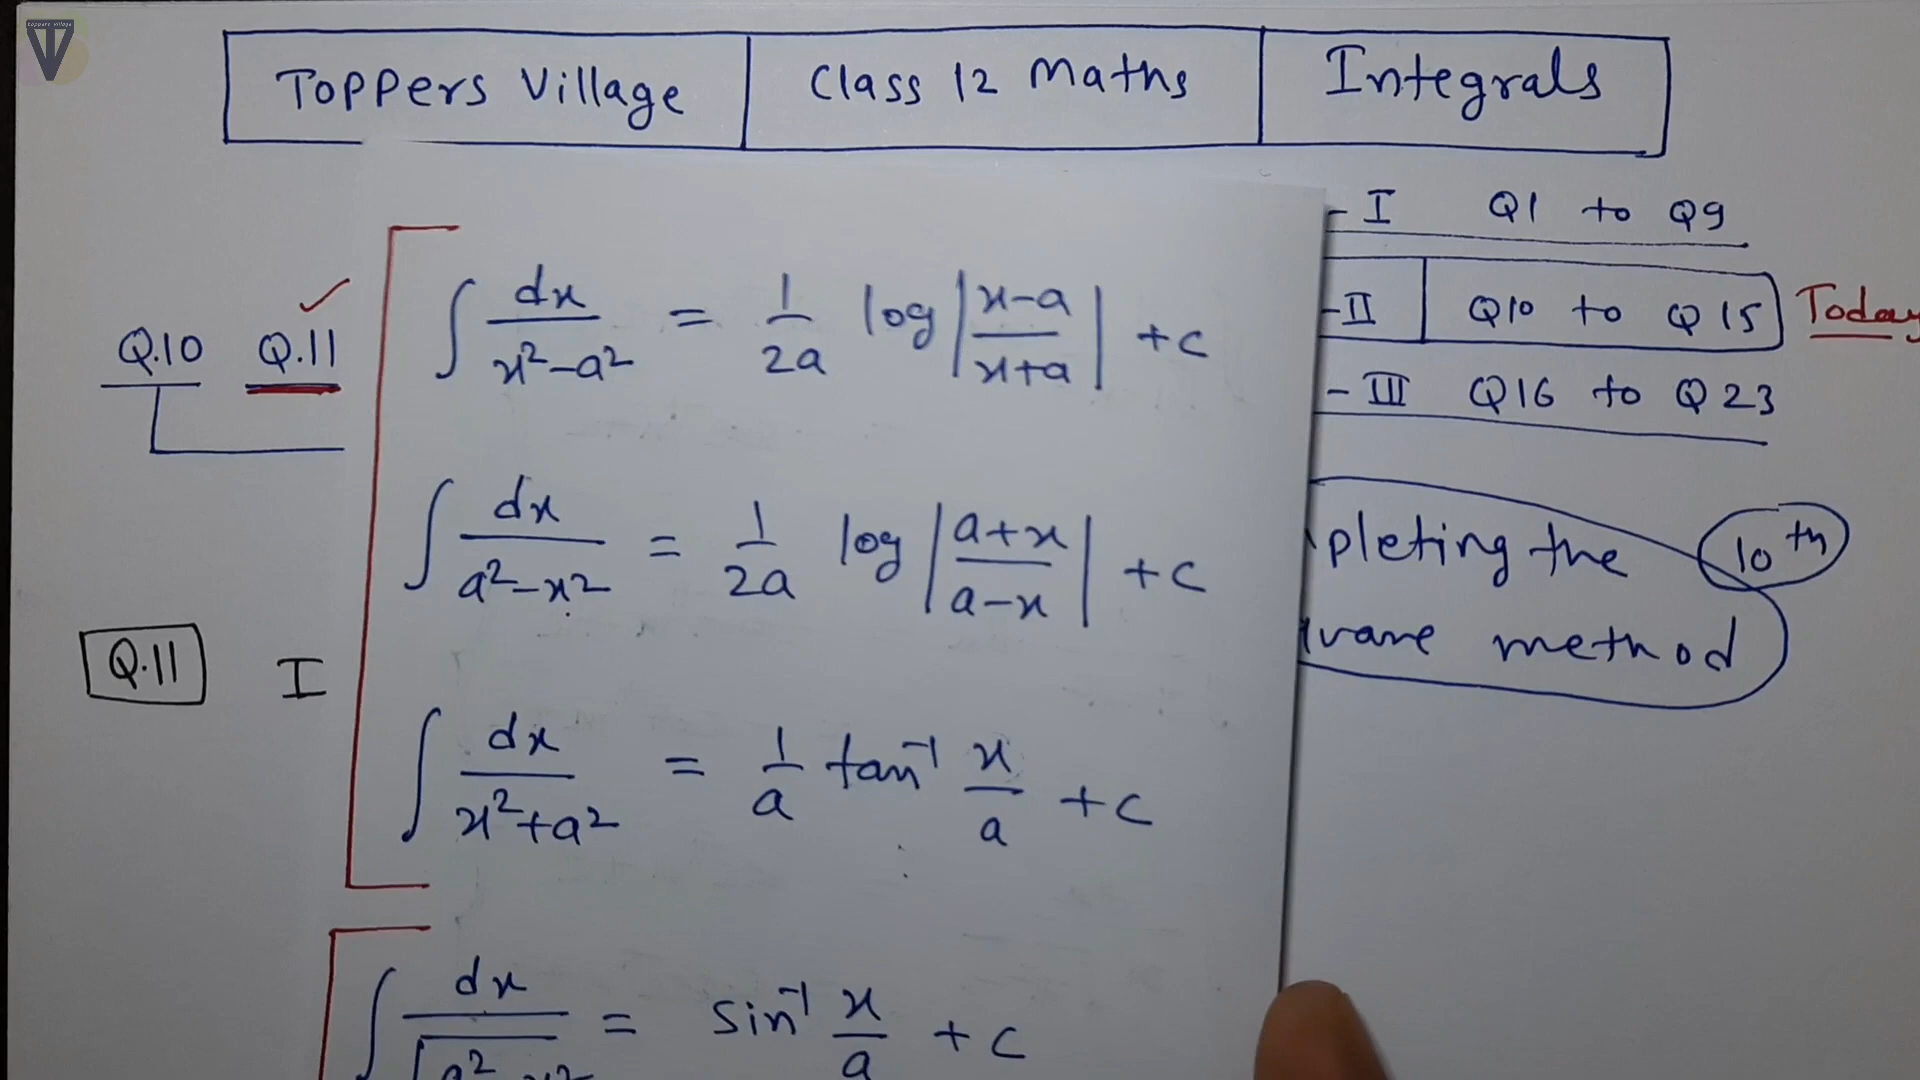 toppers village
Toppers Village | Class 12 Maths | Integrals
- I Q1 to Q9
-II Q10 to Q15 Today
- III Q16 to Q23
Q.10 Q.11 ✓
∫ dx/(x²-a²) = 1/2a log |(x-a)/(x+a)| + c
∫ dx/(a²-x²) = 1/2a log |(a+x)/(a-x)| + c
pleting the 10th
method
Q.11 I
∫ dx/(x²+a²) = 1/a tan⁻¹ x/a + c
∫ dx/√(a²-x²) = sin⁻¹ x/a + c